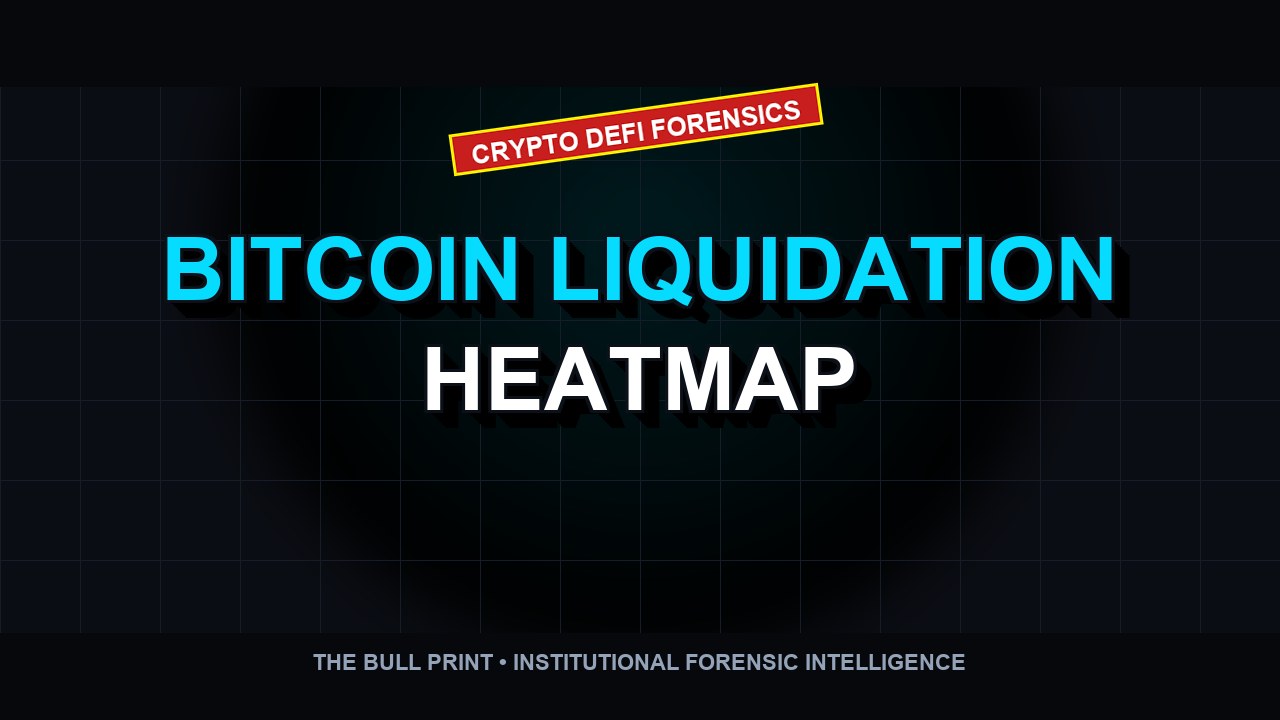 CRYPTO DEFI FORENSICS
BITCOIN LIQUIDATION
HEATMAP
THE BULL PRINT • INSTITUTIONAL FORENSIC INTELLIGENCE